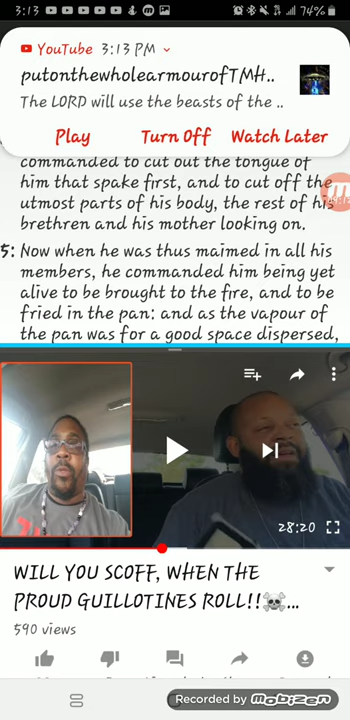 3:13
74%
YouTube 3:13 PM
putonthewholearmourofTMH..
The LORD will use the beasts of the ..
Play Turn Off Watch Later
commanded to cut out the tongue of
him that spake first, and to cut off the
utmost parts of his body, the rest of his
brethren and his mother looking on.
5: Now when he was thus maimed in all his
members, he commanded him being yet
alive to be brought to the fire, and to be
fried in the pan: and as the vapour of
the pan was for a good space dispersed,
28:20
WILL YOU SCOFF, WHEN THE
PROUD GUILLOTINES ROLL!!☠...
590 views
Recorded by Mobizen